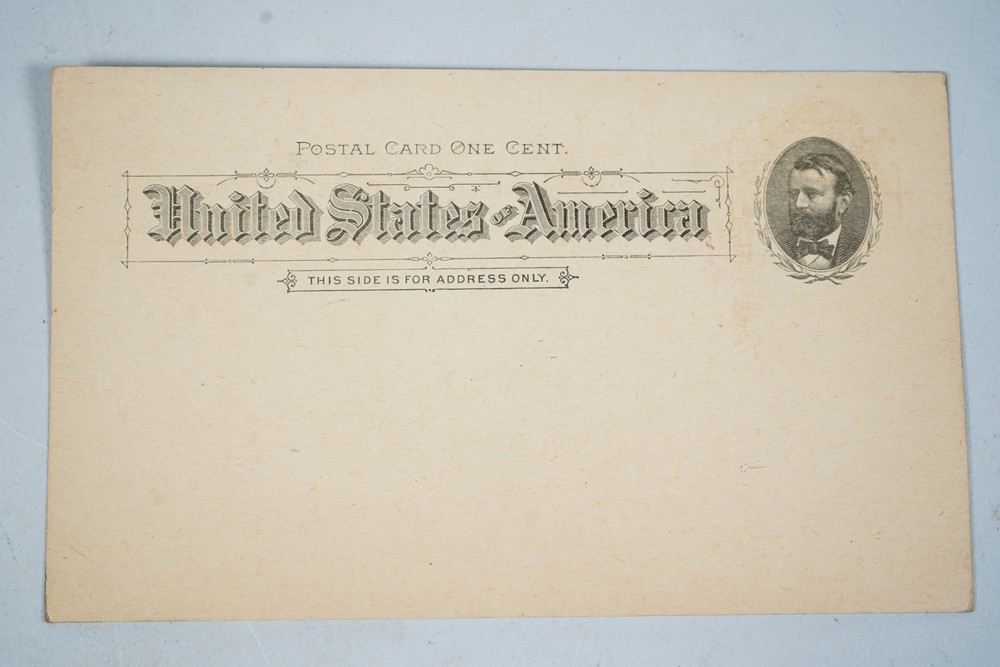 POSTAL CARD ONE CENT.
United States OF America
THIS SIDE IS FOR ADDRESS ONLY.